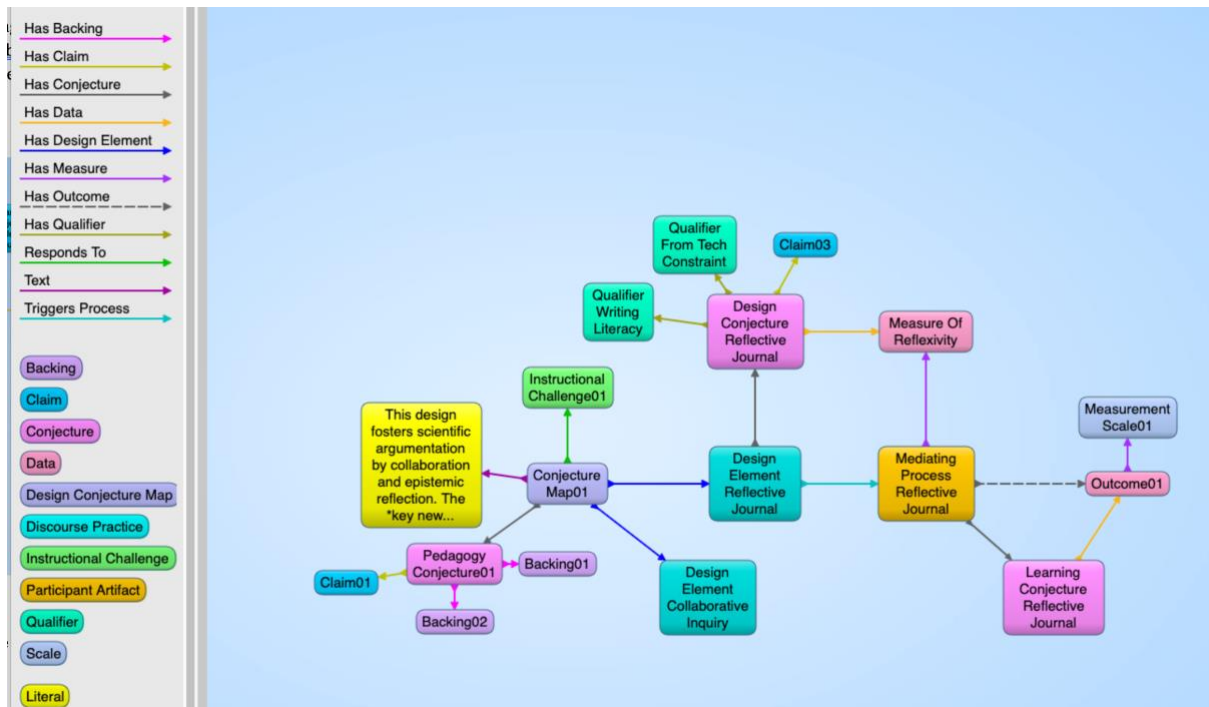 Has Backing
Has Claim
Has Conjecture
Has Data
Has Design Element
Has Measure
Has Outcome
Has Qualifier
Responds To
Text
Triggers Process
Backing
Claim
Conjecture
Data
Design Conjecture Map
Discourse Practice
Instructional Challenge
Participant Artifact
Qualifier
Scale
Literal
Qualifier
From Tech
Constraint
Claim03
Qualifier
Writing
Literacy
Design
Conjecture
Reflective
Journal
Measure Of
Reflexivity
Instructional
Challenge01
This design
fosters scientific
argumentation
by collaboration
and epistemic
reflection. The
*key new...
Conjecture
Map01
Design
Element
Reflective
Journal
Mediating
Process
Reflective
Journal
Measurement
Scale01
Outcome01
Pedagogy
Conjecture01
Claim01
Backing01
Backing02
Design
Element
Collaborative
Inquiry
Learning
Conjecture
Reflective
Journal